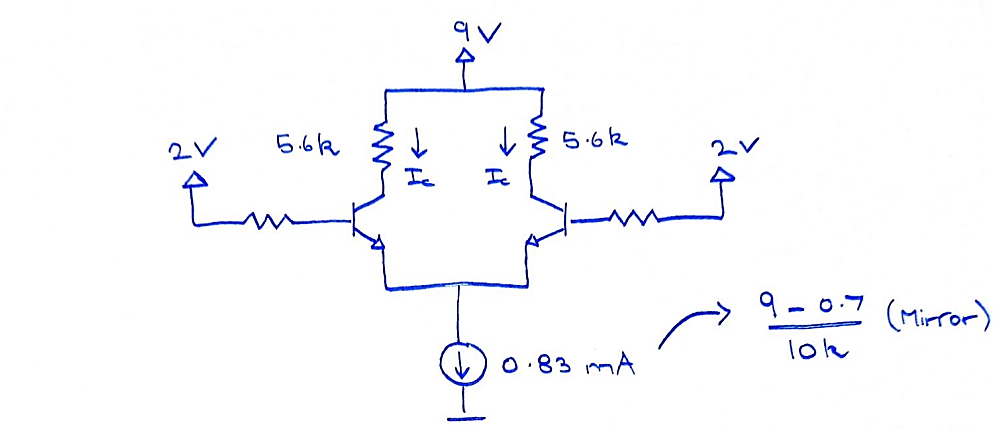 9V
2V
5.6k
5.6k
2V
Ic
Ic
0.83 mA
9 - 0.7
10k
(Mirror)